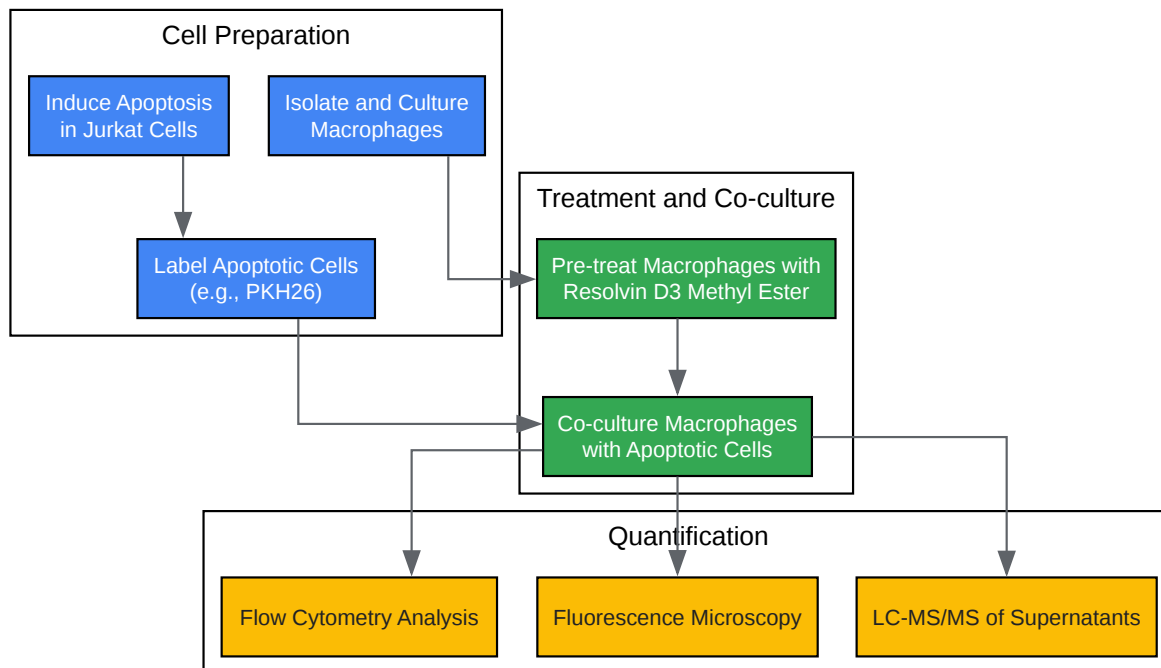 Cell Preparation
Induce Apoptosis
in Jurkat Cells
Isolate and Culture
Macrophages
Label Apoptotic Cells
(e.g., PKH26)
Treatment and Co-culture
Pre-treat Macrophages with
Resolvin D3 Methyl Ester
Co-culture Macrophages
with Apoptotic Cells
Quantification
Flow Cytometry Analysis
Fluorescence Microscopy
LC-MS/MS of Supernatants